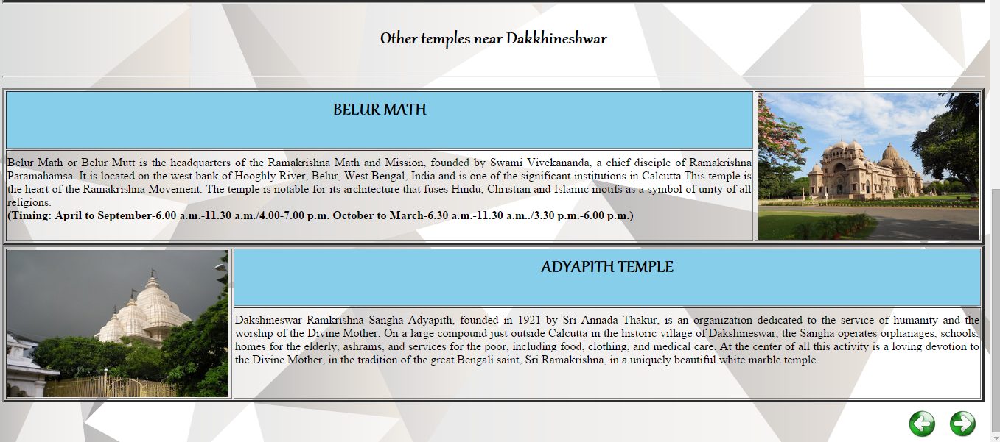 Other temples near Dakkhineshwar
BELUR MATH
Belur Math or Belur Mutt is the headquarters of the Ramakrishna Math and Mission, founded by Swami Vivekananda, a chief disciple of Ramakrishna
Paramahamsa. It is located on the west bank of Hooghly River, Belur, West Bengal, India and is one of the significant institutions in Calcutta.This temple is
the heart of the Ramakrishna Movement. The temple is notable for its architecture that fuses Hindu, Christian and Islamic motifs as a symbol of unity of all
religions.
(Timing: April to September-6.00 a.m.-11.30 a.m./4.00-7.00 p.m. October to March-6.30 a.m.-11.30 a.m../3.30 p.m.-6.00 p.m.)
ADYAPITH TEMPLE
Dakshineswar Ramkrishna Sangha Adyapith, founded in 1921 by Sri Annada Thakur, is an organization dedicated to the service of humanity and the
worship of the Divine Mother. On a large compound just outside Calcutta in the historic village of Dakshineswar, the Sangha operates orphanages, schools,
homes for the elderly, ashrams, and services for the poor, including food, clothing, and medical care. At the center of all this activity is a loving devotion to
the Divine Mother, in the tradition of the great Bengali saint, Sri Ramakrishna, in a uniquely beautiful white marble temple.